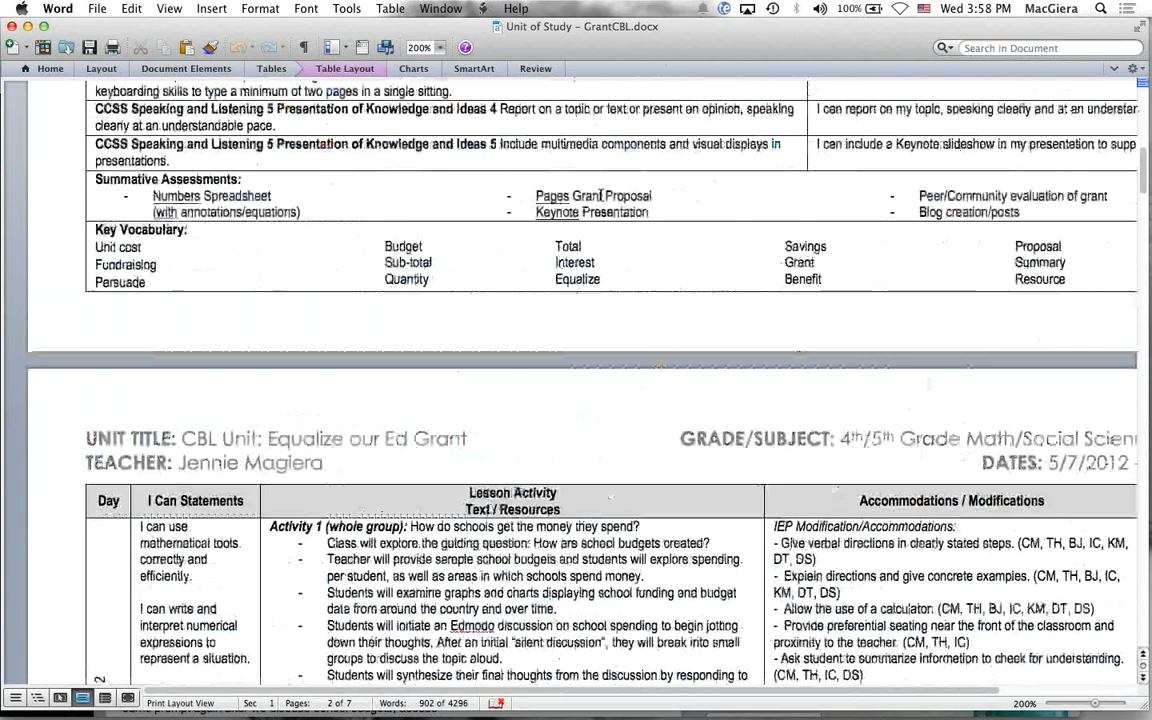 Word File Edit View Insert Format Font Tools Table Window Help 100% Wed 3:58 PM MacGiera
Unit of Study – GrantCBL.docx
200% Search in Document
Home Layout Document Elements Tables Table Layout Charts SmartArt Review
keyboarding skills to type a minimum of two pages in a single sitting.
CCSS Speaking and Listening 5 Presentation of Knowledge and Ideas 4 Report on a topic or text or present an opinion, speaking
clearly at an understandable pace.
I can report on my topic, speaking clearly and at an understar
CCSS Speaking and Listening 5 Presentation of Knowledge and Ideas 5 Include multimedia components and visual displays in
presentations.
I can include a Keynote slideshow in my presentation to supp
Summative Assessments:
- Numbers Spreadsheet
(with annotations/equations)
- Pages Grant Proposal
- Keynote Presentation
- Peer/Community evaluation of grant
- Blog creation/posts
Key Vocabulary:
Unit cost Budget Total Savings Proposal
Fundraising Sub-total Interest Grant Summary
Persuade Quantity Equalize Benefit Resource
UNIT TITLE: CBL Unit: Equalize our Ed Grant
GRADE/SUBJECT: 4th/5th Grade Math/Social Scien
TEACHER: Jennie Magiera
DATES: 5/7/2012 -
Day
I Can Statements
Lesson Activity
Text / Resources
Accommodations / Modifications
2
I can use
mathematical tools
correctly and
efficiently.
I can write and
interpret numerical
expressions to
represent a situation.
Activity 1 (whole group): How do schools get the money they spend?
- Class will explore the guiding question: How are school budgets created?
- Teacher will provide sample school budgets and students will explore spending
per student, as well as areas in which schools spend money.
- Students will examine graphs and charts displaying school funding and budget
data from around the country and over time.
- Students will initiate an Edmodo discussion on school spending to begin jotting
down their thoughts. After an initial "silent discussion", they will break into small
groups to discuss the topic aloud.
- Students will synthesize their final thoughts from the discussion by responding to
IEP Modification/Accommodations:
- Give verbal directions in clearly stated steps. (CM, TH, BJ, IC, KM,
DT, DS)
- Explain directions and give concrete examples. (CM, TH, BJ, IC,
KM, DT, DS)
- Allow the use of a calculator. (CM, TH, BJ, IC, KM, DT, DS)
- Provide preferential seating near the front of the classroom and
proximity to the teacher. (CM, TH, IC)
- Ask student to summarize information to check for understanding.
(CM, TH, IC, DS)
Print Layout View Sec 1 Pages: 2 of 7 Words: 902 of 4296 200%